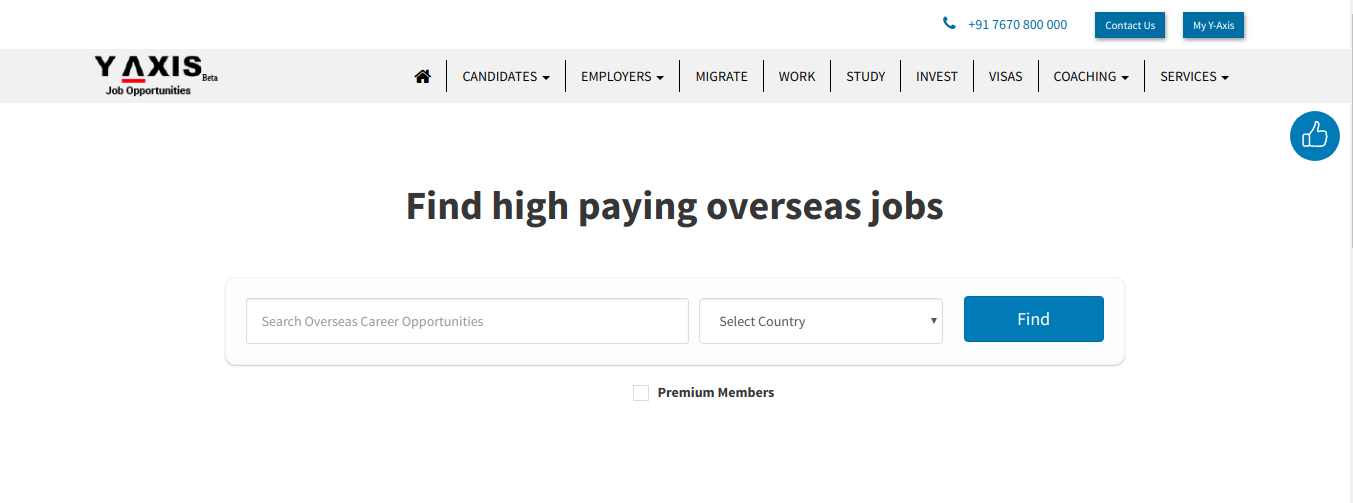 +91 7670 800 000 Contact Us My Y-Axis
Y AXIS Beta
Job Opportunities
CANDIDATES EMPLOYERS MIGRATE WORK STUDY INVEST VISAS COACHING SERVICES
Find high paying overseas jobs
Search Overseas Career Opportunities Select Country Find
Premium Members